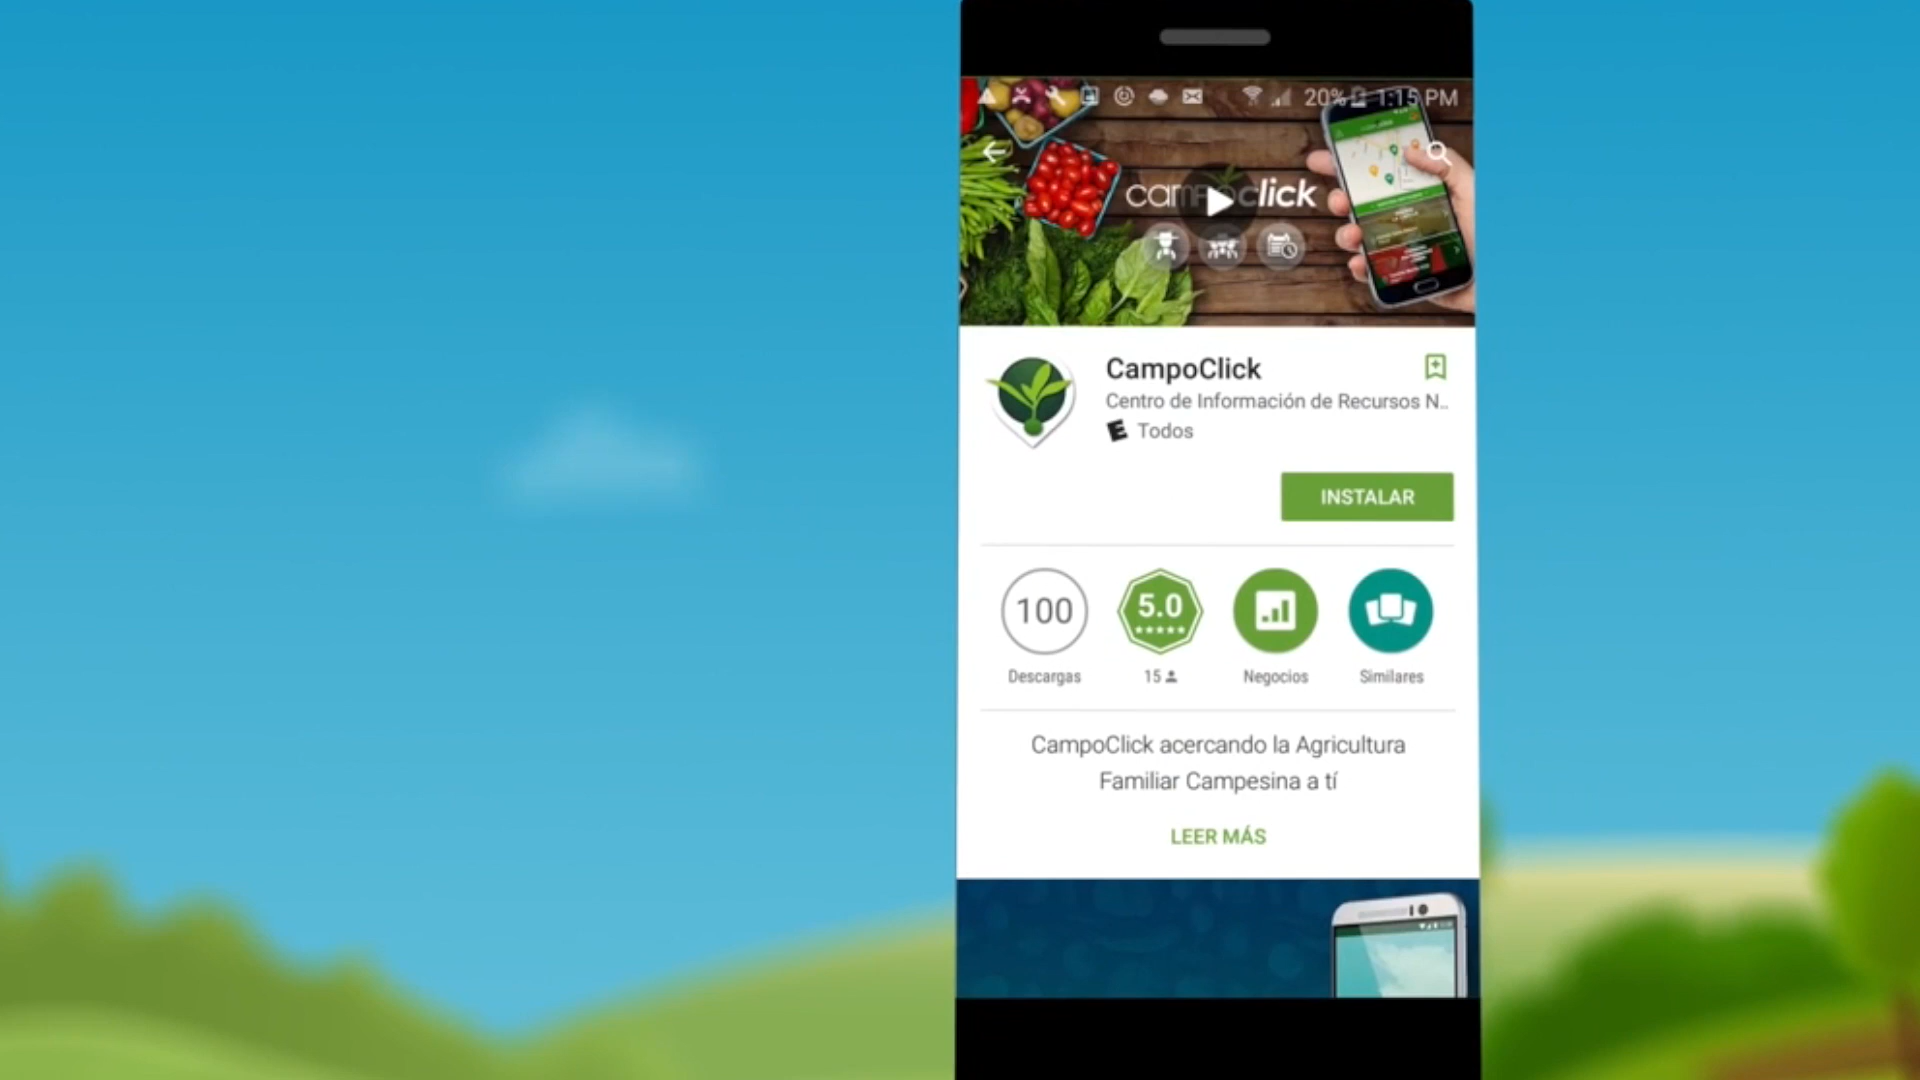 20% 1:15 PM
campoclick
CampoClick
Centro de Información de Recursos N..
E Todos
INSTALAR
100
5.0
Descargas
15
Negocios
Similares
CampoClick acercando la Agricultura
Familiar Campesina a tí
LEER MÁS